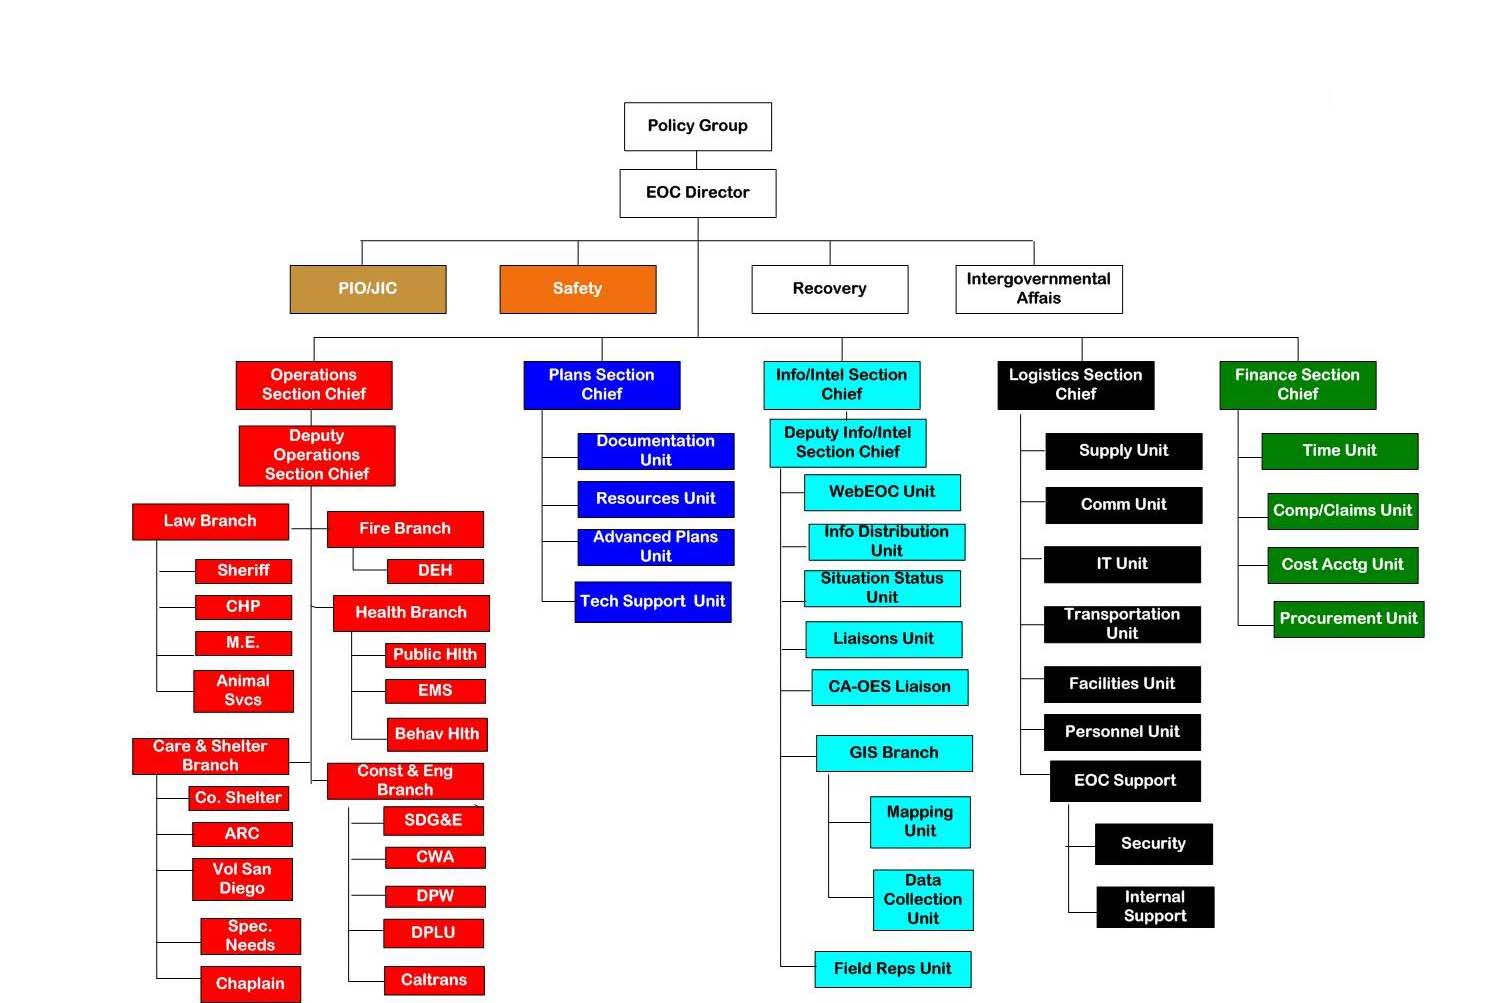 Policy Group
EOC Director
PIO/JIC
Safety
Recovery
Intergovernmental
Affais
Operations
Section Chief
Deputy
Operations
Section Chief
Law Branch
Sheriff
CHP
M.E.
Animal
Svcs
Care & Shelter
Branch
Co. Shelter
ARC
Vol San
Diego
Spec.
Needs
Chaplain
Fire Branch
DEH
Health Branch
Public Hlth
EMS
Behav Hlth
Const & Eng
Branch
SDG&E
CWA
DPW
DPLU
Caltrans
Plans Section
Chief
Documentation
Unit
Resources Unit
Advanced Plans
Unit
Tech Support Unit
Info/Intel Section
Chief
Deputy Info/Intel
Section Chief
WebEOC Unit
Info Distribution
Unit
Situation Status
Unit
Liaisons Unit
CA-OES Liaison
GIS Branch
Mapping
Unit
Data
Collection
Unit
Field Reps Unit
Logistics Section
Chief
Supply Unit
Comm Unit
IT Unit
Transportation
Unit
Facilities Unit
Personnel Unit
EOC Support
Security
Internal
Support
Finance Section
Chief
Time Unit
Comp/Claims Unit
Cost Acctg Unit
Procurement Unit